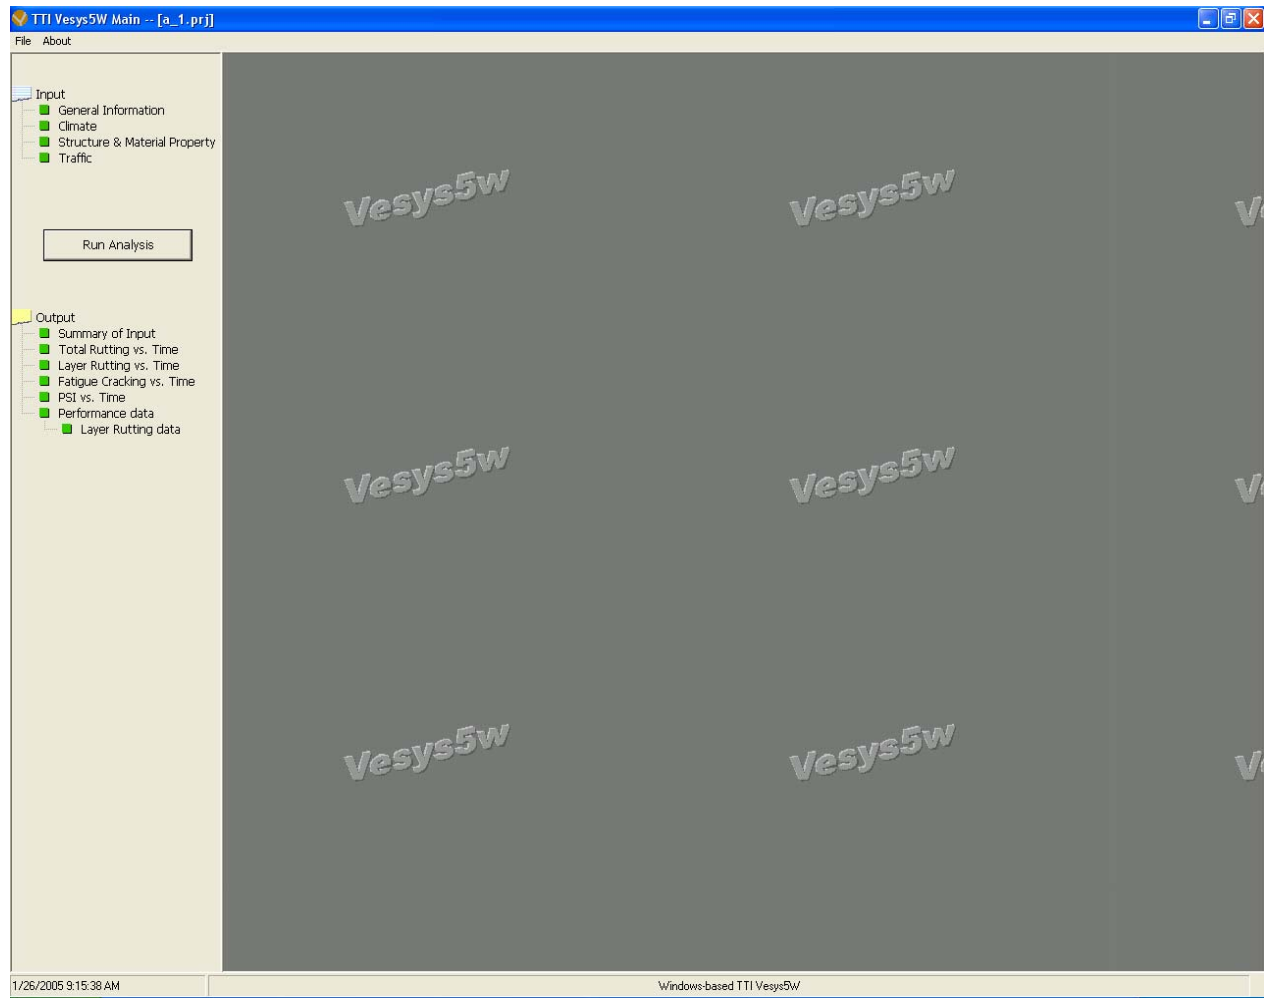 TTI Vesys5W Main -- [a_1.prj]
File About
Input
General Information
Climate
Structure & Material Property
Traffic
Run Analysis
Output
Summary of Input
Total Rutting vs. Time
Layer Rutting vs. Time
Fatigue Cracking vs. Time
PSI vs. Time
Performance data
Layer Rutting data
Vesys5w Vesys5w
Vesys5w Vesys5w
Vesys5w Vesys5w
1/26/2005 9:15:38 AM
Windows-based TTI Vesys5W